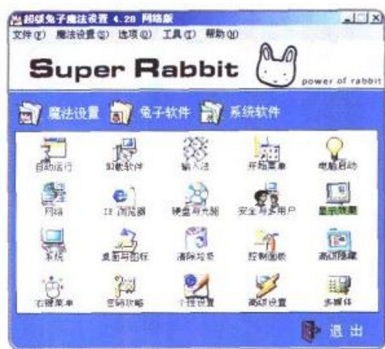 超级兔子魔法设置 4.20 网络版
文件(F) 魔法设置(S) 选项(O) 工具(T) 帮助(H)
Super Rabbit
power of rabbit
魔法设置 兔子软件 系统软件
自动运行 卸载软件 输入法 开始菜单 电脑启动
网络 IE 浏览器 硬盘与光驱 安全与多用户 显示效果
系统 桌面与图标 清除垃圾 控制面板 高级隐藏
右键菜单 密码攻略 个性设置 高级设置 多媒体
退 出